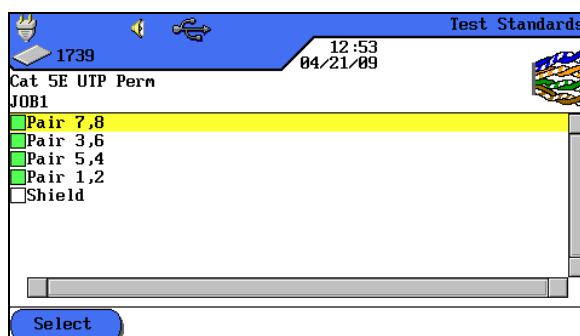 Test Standards
1739
12:53
04/21/09
Cat 5E UTP Perm
JOB1
Pair 7,8
Pair 3,6
Pair 5,4
Pair 1,2
Shield
Select